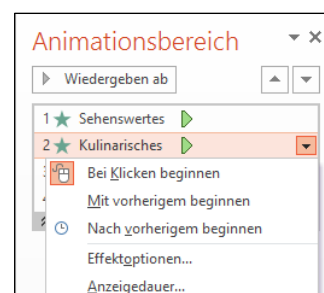 Animationsbereich
Wiedergeben ab
1 Sehenswertes
2 Kulinarisches
Bei Klicken beginnen
Mit vorherigem beginnen
Nach vorherigem beginnen
Effektoptionen...
Anzeigedauer...